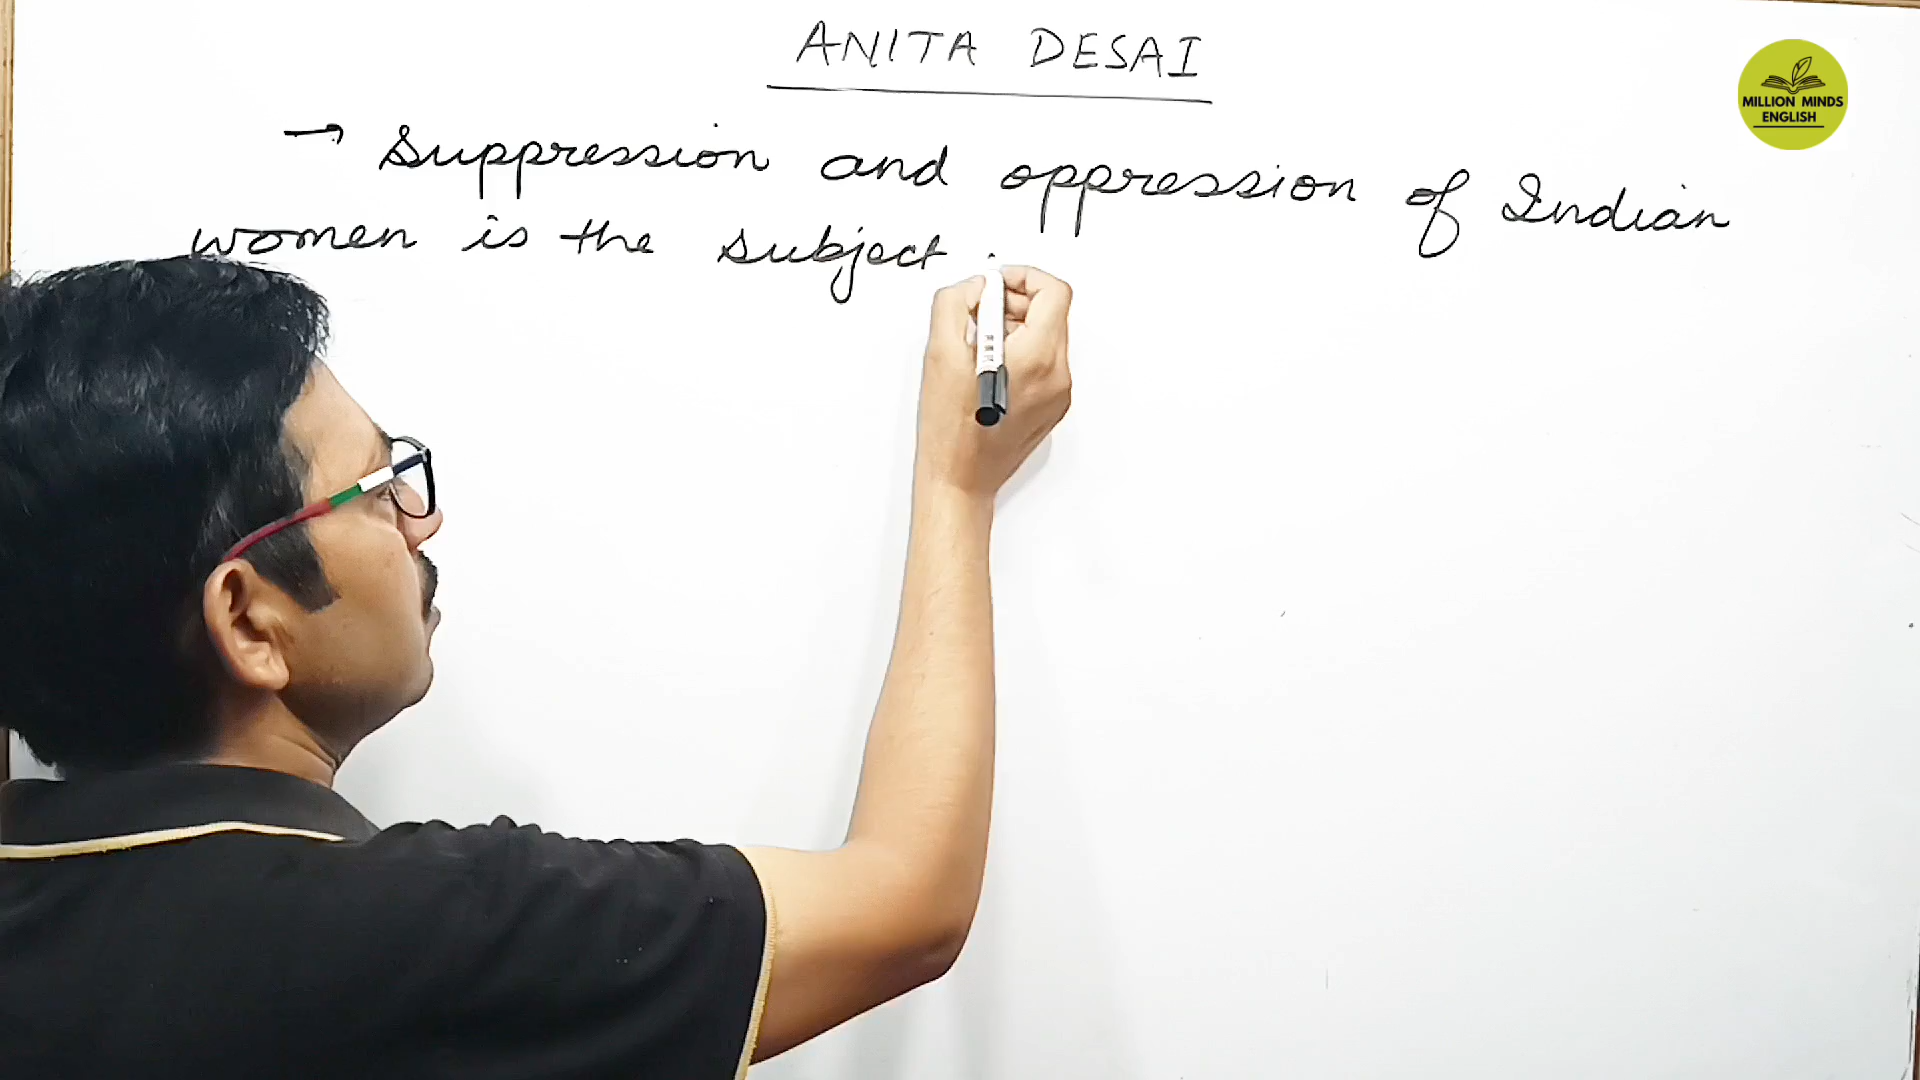 ANITA DESAI
MILLION MINDS
ENGLISH
→ Suppression and oppression of Indian
women is the subject